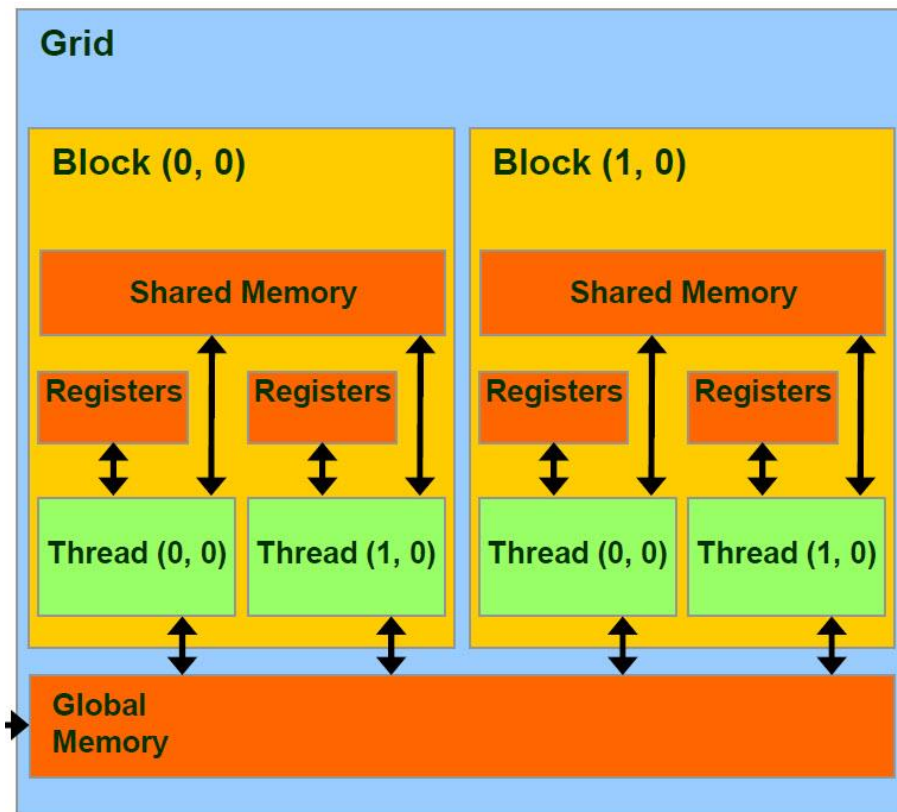 Grid
Block (0, 0)
Block (1, 0)
Shared Memory
Shared Memory
Registers
Registers
Registers
Registers
Thread (0, 0)
Thread (1, 0)
Thread (0, 0)
Thread (1, 0)
Global
Memory